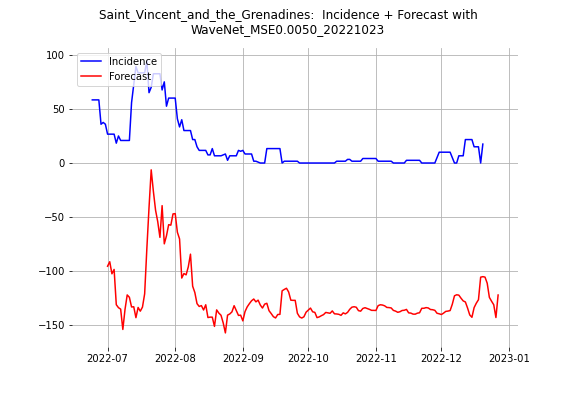 Saint_Vincent_and_the_Grenadines:  Incidence + Forecast with
WaveNet_MSE0.0050_20221023
Incidence
Forecast
100
50
0
−50
−100
−150
2022-07 2022-08 2022-09 2022-10 2022-11 2022-12 2023-01